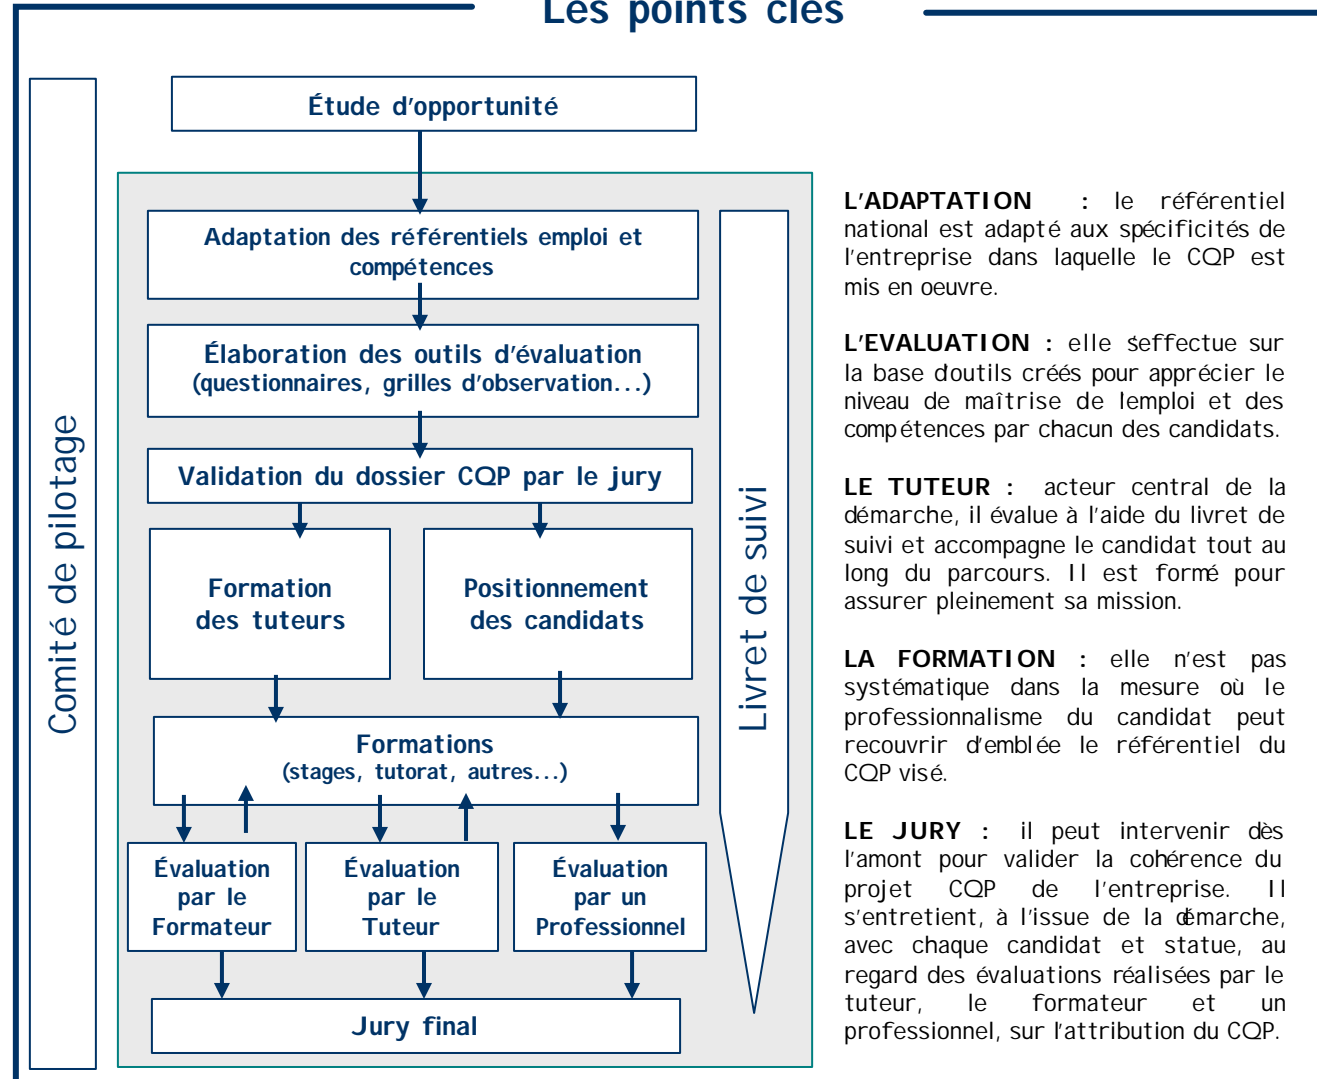 Les points clés
Comité de pilotage
Étude d'opportunité
Adaptation des référentiels emploi et
compétences
Élaboration des outils d'évaluation
(questionnaires, grilles d'observation...)
Validation du dossier CQP par le jury
Formation
des tuteurs
Positionnement
des candidats
Formations
(stages, tutorat, autres...)
Évaluation
par le
Formateur
Évaluation
par le
Tuteur
Évaluation
par un
Professionnel
Jury final
Livret de suivi
L'ADAPTATION : le référentiel
national est adapté aux spécificités de
l'entreprise dans laquelle le CQP est
mis en oeuvre.
L'EVALUATION : elle s'effectue sur
la base d'outils créés pour apprécier le
niveau de maîtrise de l'emploi et des
compétences par chacun des candidats.
LE TUTEUR : acteur central de la
démarche, il évalue à l'aide du livret de
suivi et accompagne le candidat tout au
long du parcours. Il est formé pour
assurer pleinement sa mission.
LA FORMATION : elle n'est pas
systématique dans la mesure où le
professionnalisme du candidat peut
recouvrir d'emblée le référentiel du
CQP visé.
LE JURY : il peut intervenir dès
l'amont pour valider la cohérence du
projet CQP de l'entreprise. Il
s'entretient, à l'issue de la démarche,
avec chaque candidat et statue, au
regard des évaluations réalisées par le
tuteur, le formateur et un
professionnel, sur l'attribution du CQP.